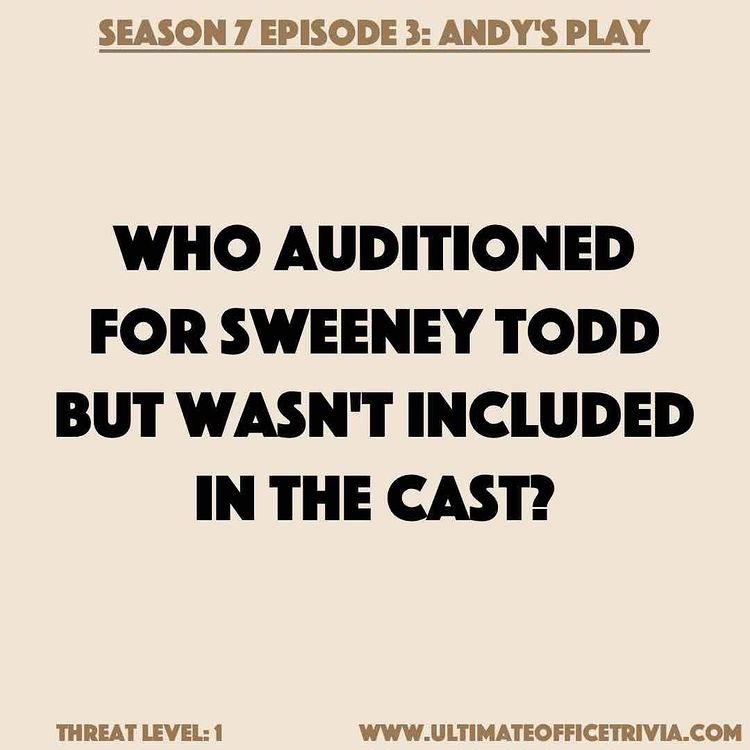 SEASON 7 EPISODE 3: ANDY'S PLAY
WHO AUDITIONED
FOR SWEENEY TODD
BUT WASN'T INCLUDED
IN THE CAST?
THREAT LEVEL: 1
WWW.ULTIMATEOFFICETRIVIA.COM